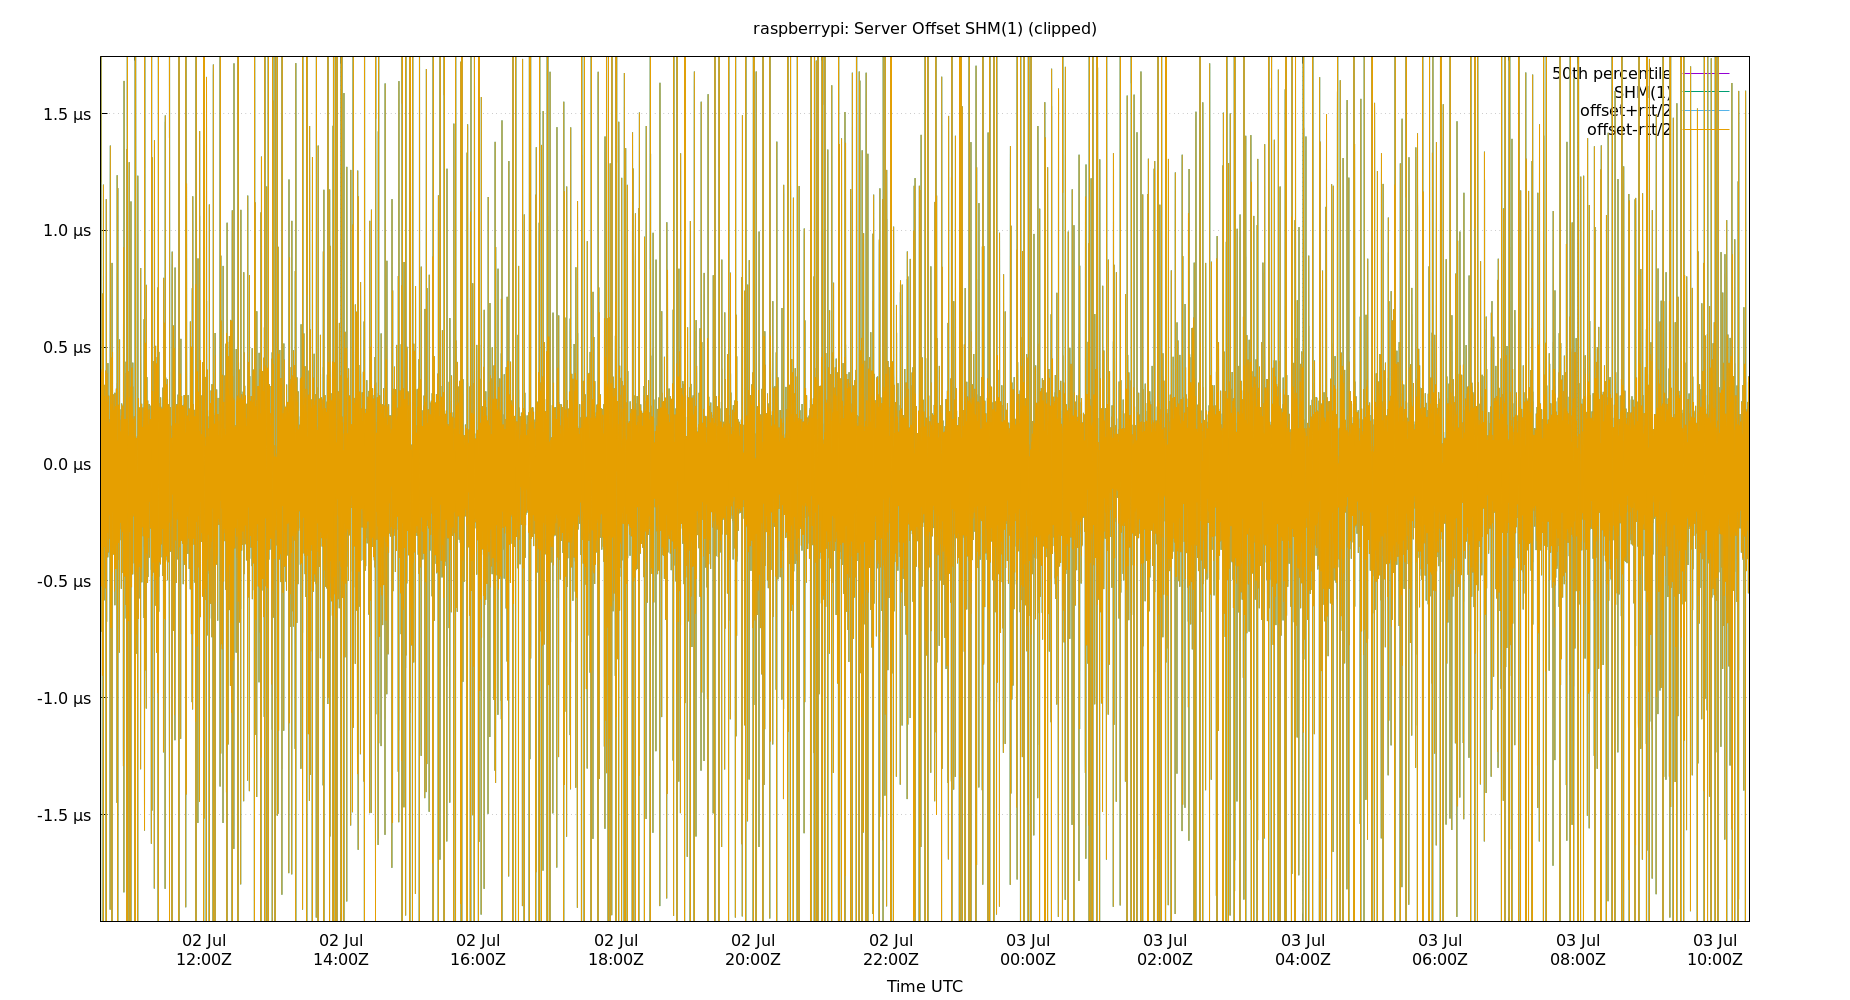 raspberrypi: Server Offset SHM(1) (clipped)
50th percentile
SHM(1)
offset+rtt/2
offset-rtt/2
1.5 µs
1.0 µs
0.5 µs
0.0 µs
-0.5 µs
-1.0 µs
-1.5 µs
02 Jul 02 Jul 02 Jul 02 Jul 02 Jul 02 Jul 03 Jul 03 Jul 03 Jul 03 Jul 03 Jul 03 Jul
12:00Z 14:00Z 16:00Z 18:00Z 20:00Z 22:00Z 00:00Z 02:00Z 04:00Z 06:00Z 08:00Z 10:00Z
Time UTC